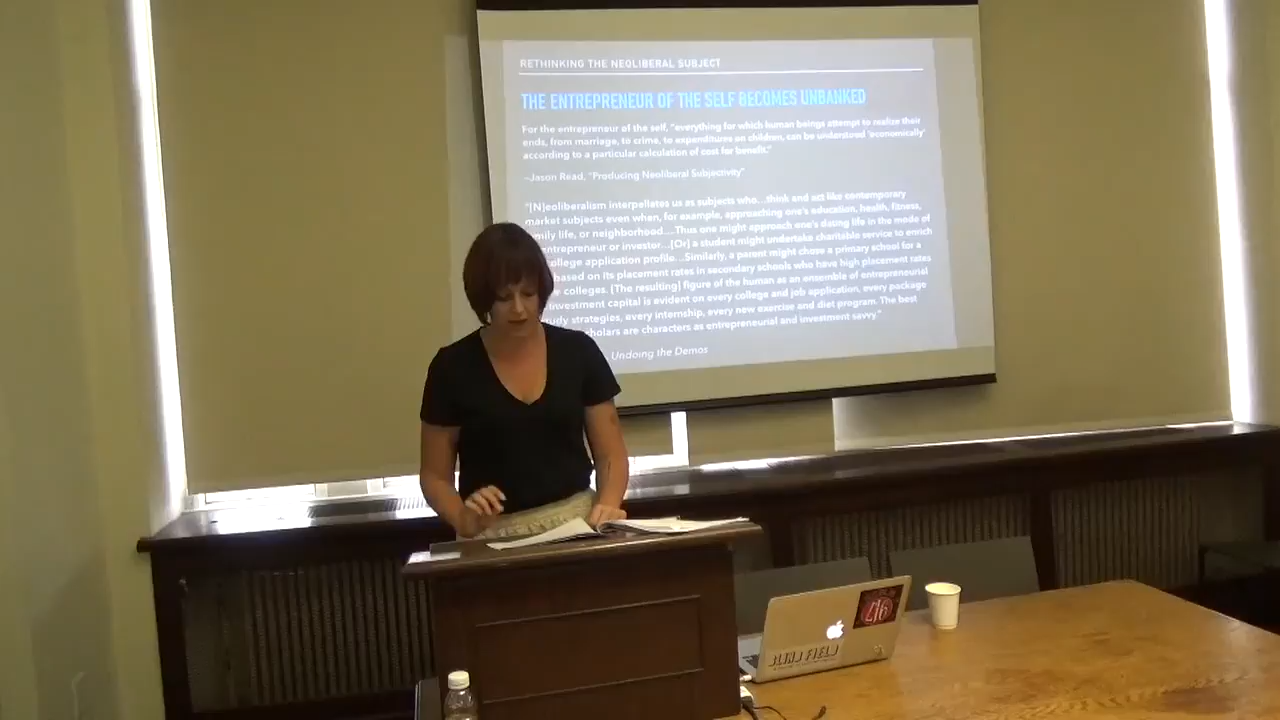 RETHINKING THE NEOLIBERAL SUBJECT
THE ENTREPRENEUR OF THE SELF BECOMES UNBANKED
For the entrepreneur of the self, "everything for which human beings attempt to realize their
ends, from marriage, to crime, to expenditures on children, can be understood 'economically'
according to a particular calculation of cost for benefit."
–Jason Read, "Producing Neoliberal Subjectivity"
"[N]eoliberalism interpellates us as subjects who…think and act like contemporary
market subjects even when, for example, approaching one's education, health, fitness,
mily life, or neighborhood….Thus one might approach one's dating life in the mode of
entrepreneur or investor…[Or] a student might undertake charitable service to enrich
ollege application profile…Similarly, a parent might chose a primary school for a
based on its placement rates in secondary schools who have high placement rates
colleges. [The resulting] figure of the human as an ensemble of entrepreneurial
investment capital is evident on every college and job application, every package
udy strategies, every internship, every new exercise and diet program. The best
cholars are characters as entrepreneurial and investment savvy."
Undoing the Demos
BLIND FIELD